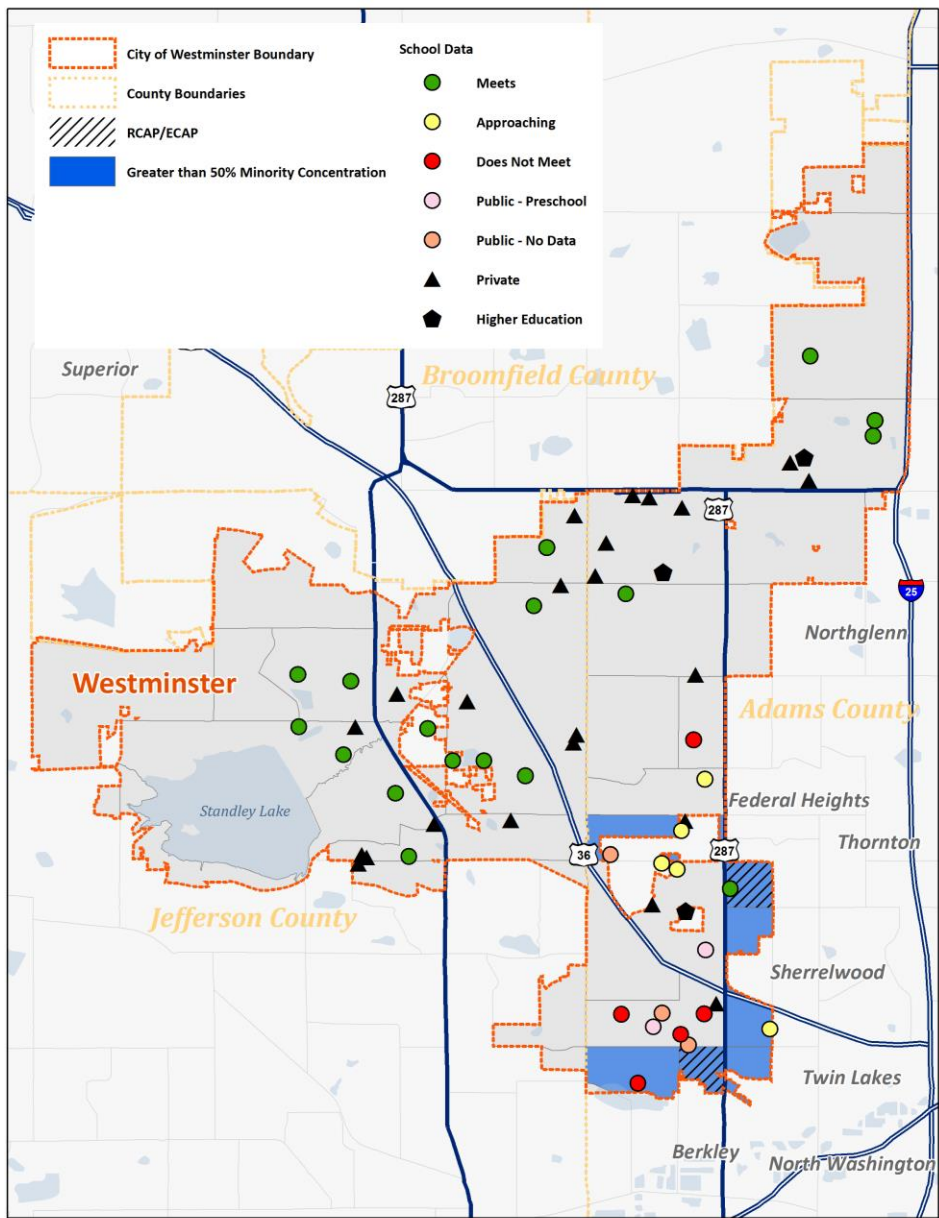 City of Westminster Boundary
County Boundaries
RCAP/ECAP
Greater than 50% Minority Concentration
School Data
Meets
Approaching
Does Not Meet
Public - Preschool
Public - No Data
Private
Higher Education
Superior
Broomfield County
287
287
25
Northglenn
Westminster
Adams County
Standley Lake
Federal Heights
Thornton
36
287
Jefferson County
Sherrelwood
Twin Lakes
Berkley
North Washington